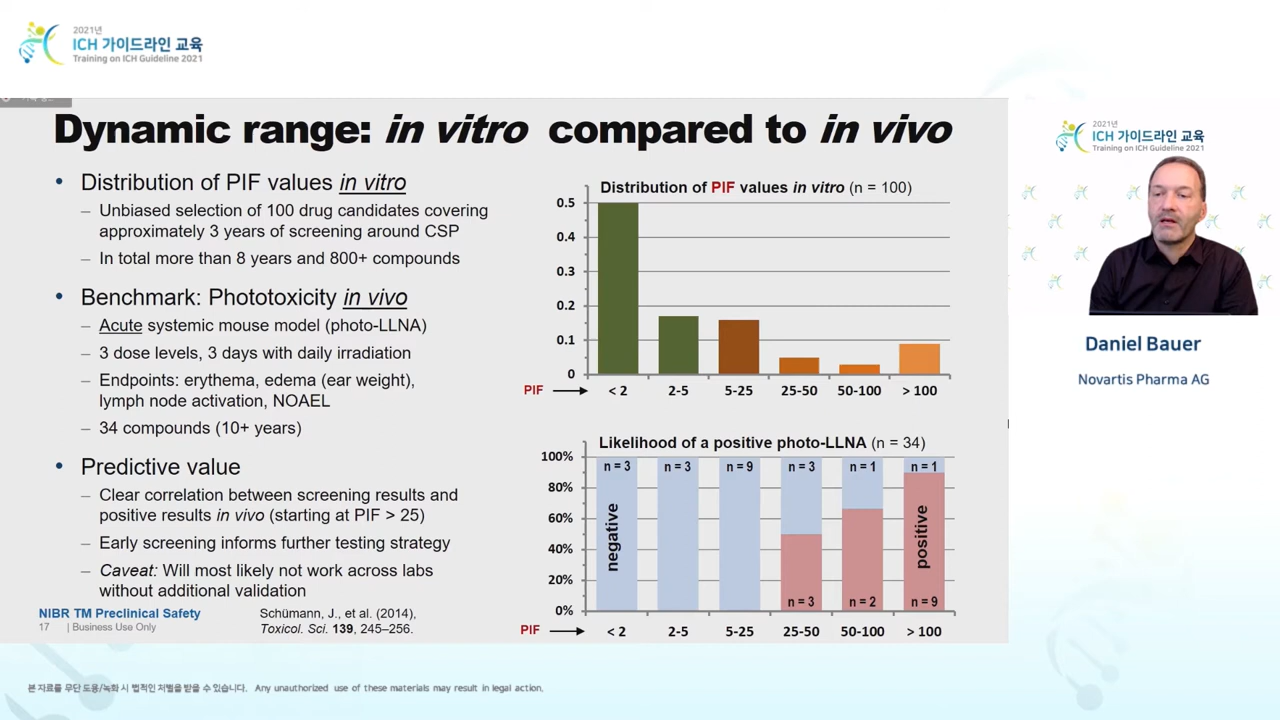 2021년
ICH 가이드라인 교육
Training on ICH Guideline 2021
Dynamic range: in vitro compared to in vivo
• Distribution of PIF values in vitro
– Unbiased selection of 100 drug candidates covering
approximately 3 years of screening around CSP
– In total more than 8 years and 800+ compounds
• Benchmark: Phototoxicity in vivo
– Acute systemic mouse model (photo-LLNA)
– 3 dose levels, 3 days with daily irradiation
– Endpoints: erythema, edema (ear weight),
lymph node activation, NOAEL
– 34 compounds (10+ years)
• Predictive value
– Clear correlation between screening results and
positive results in vivo (starting at PIF > 25)
– Early screening informs further testing strategy
– Caveat: Will most likely not work across labs
without additional validation
NIBR TM Preclinical Safety
17 | Business Use Only
Schümann, J., et al. (2014),
Toxicol. Sci. 139, 245–256.
Distribution of PIF values in vitro (n = 100)
0.5
0.4
0.3
0.2
0.1
0
PIF < 2 2-5 5-25 25-50 50-100 > 100
Likelihood of a positive photo-LLNA (n = 34)
100%
80%
60%
40%
20%
0%
n = 3 n = 3 n = 9 n = 3 n = 1 n = 1
negative
positive
n = 3 n = 2 n = 9
PIF < 2 2-5 5-25 25-50 50-100 > 100
2021년
ICH 가이드라인 교육
Training on ICH Guideline 2021
Daniel Bauer
Novartis Pharma AG
본 자료를 무단 도용/녹화 시 법적인 처벌을 받을 수 있습니다. Any unauthorized use of these materials may result in legal action.